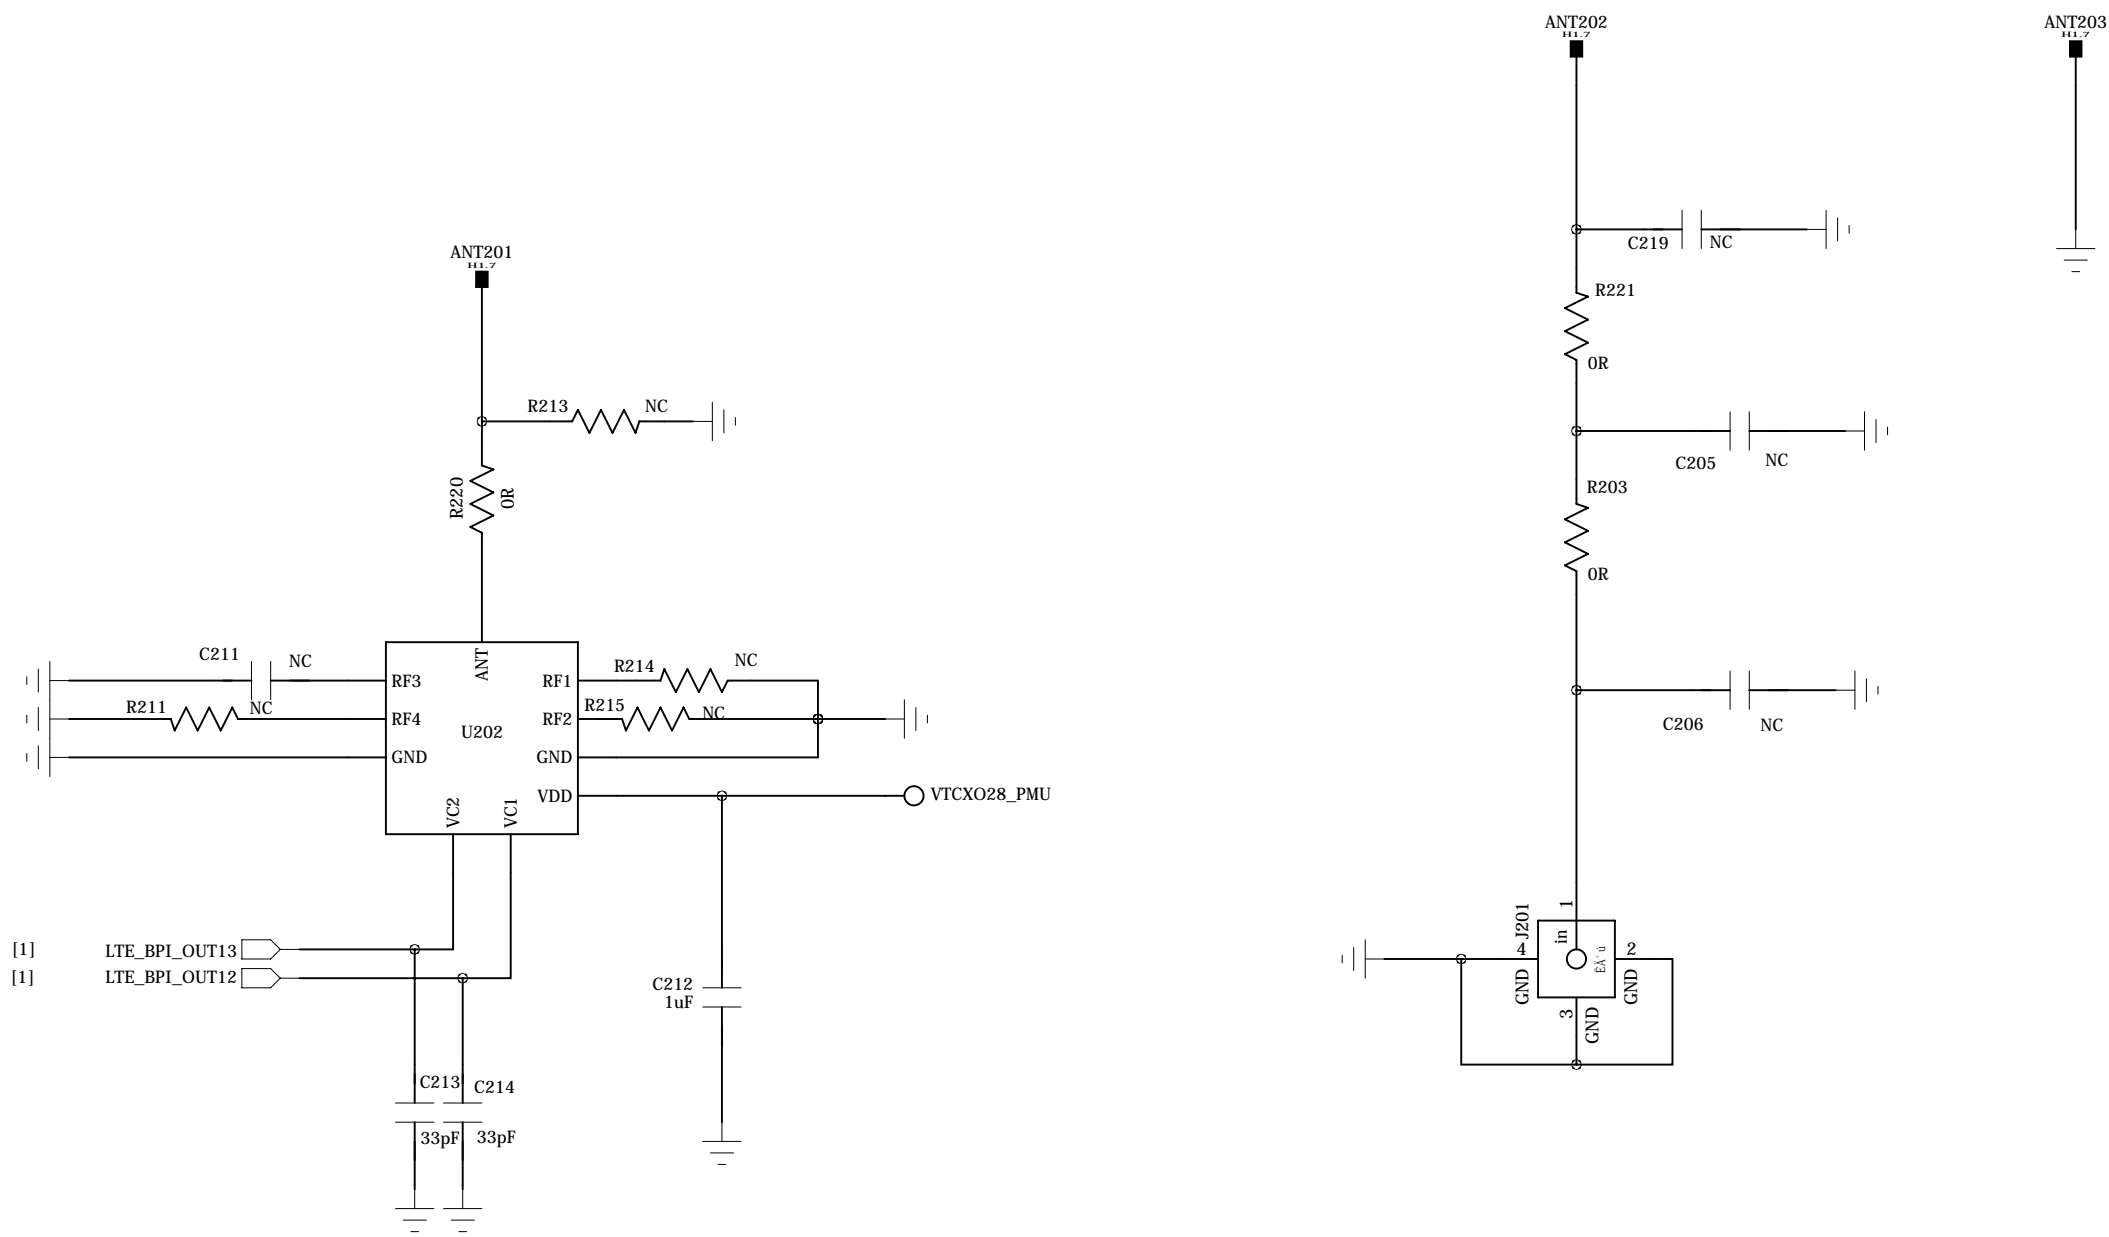 ANT202
H1.7
ANT203
H1.7
C219 NC
ANT201
H1.7
R221
0R
R213 NC
C205 NC
R220
0R
R203
0R
C211 NC
R211 NC
RF3
RF4
GND
ANT
U202
RF1
RF2
GND
VDD
VC2
VC1
R214 NC
R215 NC
VTCXO28_PMU
C206 NC
[1] LTE_BPI_OUT13
[1] LTE_BPI_OUT12
C212
1uF
C213
33pF
C214
33pF
J201
1
in
4
GND
2
GND
3
GND